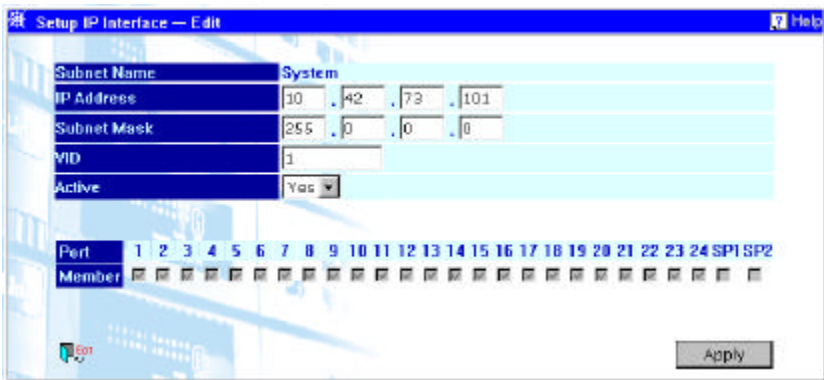 Setup IP Interface — Edit
Help
Subnet Name System
IP Address 10 . 42 . 73 . 101
Subnet Mask 255 . 0 . 0 . 0
VID 1
Active Yes
Port 1 2 3 4 5 6 7 8 9 10 11 12 13 14 15 16 17 18 19 20 21 22 23 24 SP1 SP2
Member
EXIT
Apply